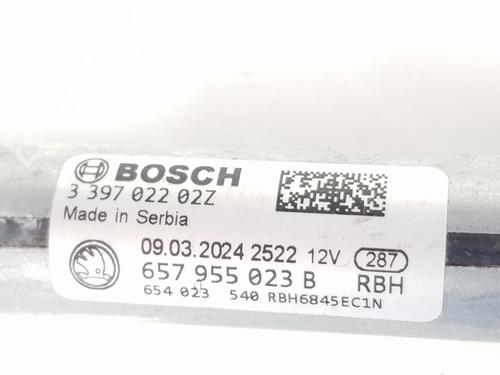 BOSCH
3 397 022 02Z
Made in Serbia
09.03.2024 2522 12V 287
657 955 023 B RBH
654 023 540 RBH6845EC1N